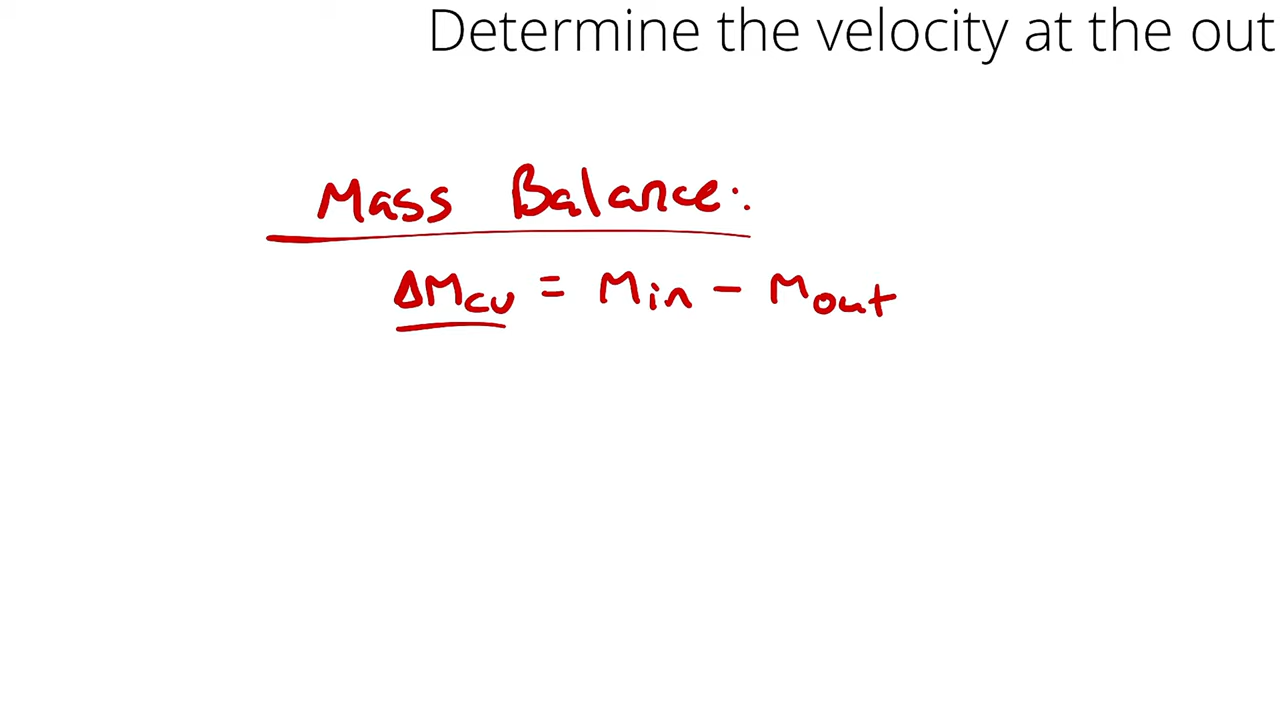 Determine the velocity at the out
Mass Balance:
ΔMcv = Min - Mout